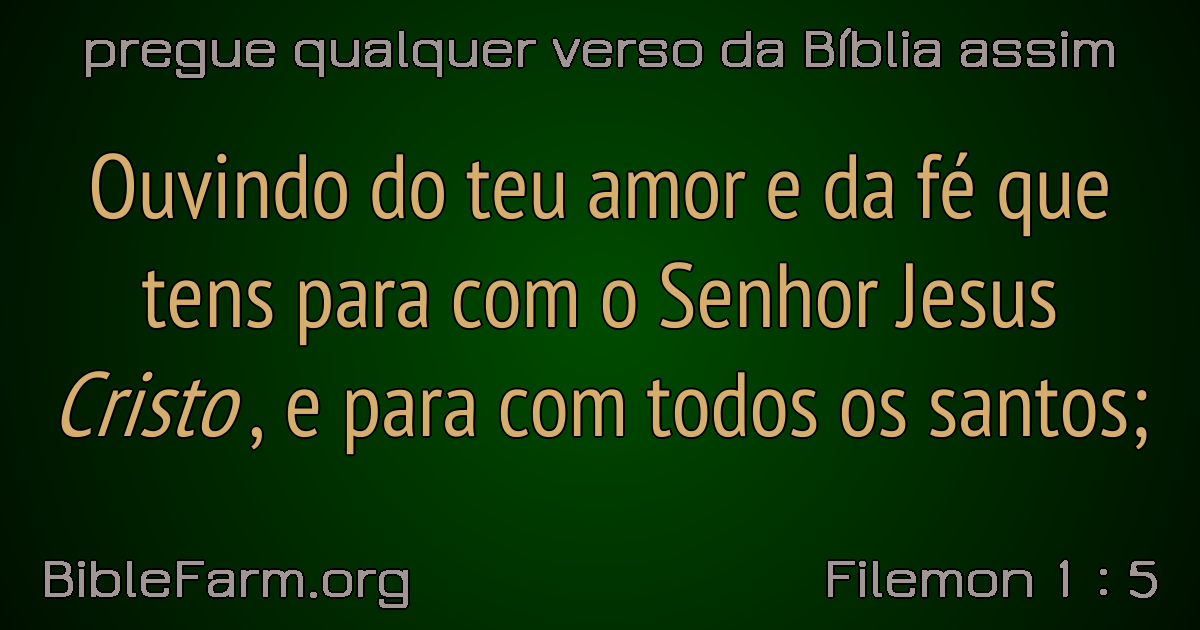 pregue qualquer verso da Bíblia assim
Ouvindo do teu amor e da fé que
tens para com o Senhor Jesus
Cristo, e para com todos os santos;
BibleFarm.org
Filemon 1 : 5